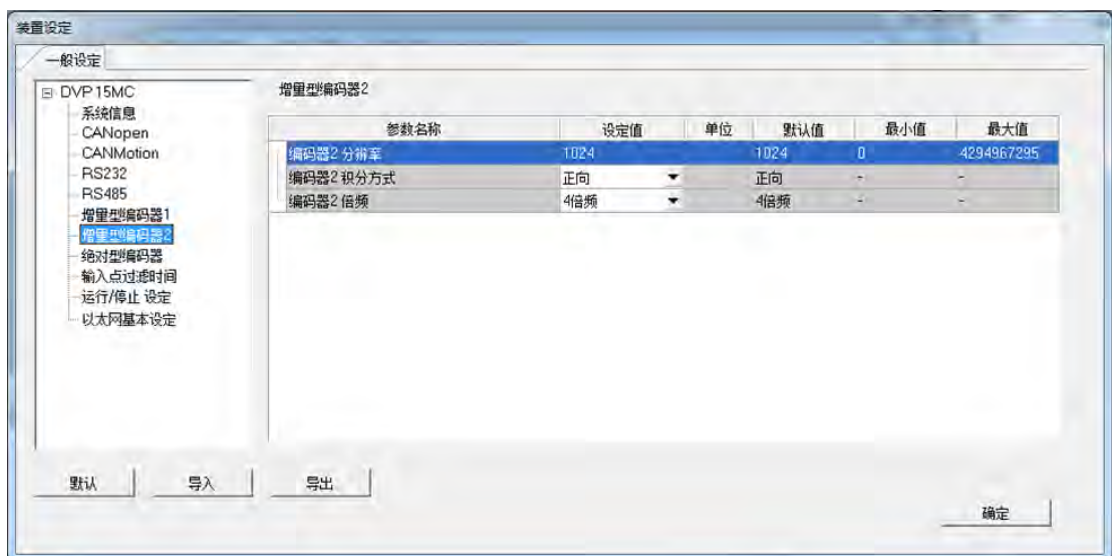 装置设定
一般设定
DVP15MC
系统信息
CANopen
CANMotion
RS232
RS485
增量型编码器1
增量型编码器2
绝对型编码器
输入点过滤时间
运行/停止 设定
以太网基本设定
增量型编码器2
参数名称 设定值 单位 默认值 最小值 最大值
编码器2 分辨率 1024 1024 0 4294967295
编码器2 积分方式 正向 正向 - -
编码器2 倍频 4倍频 4倍频 - -
默认 导入 导出
确定